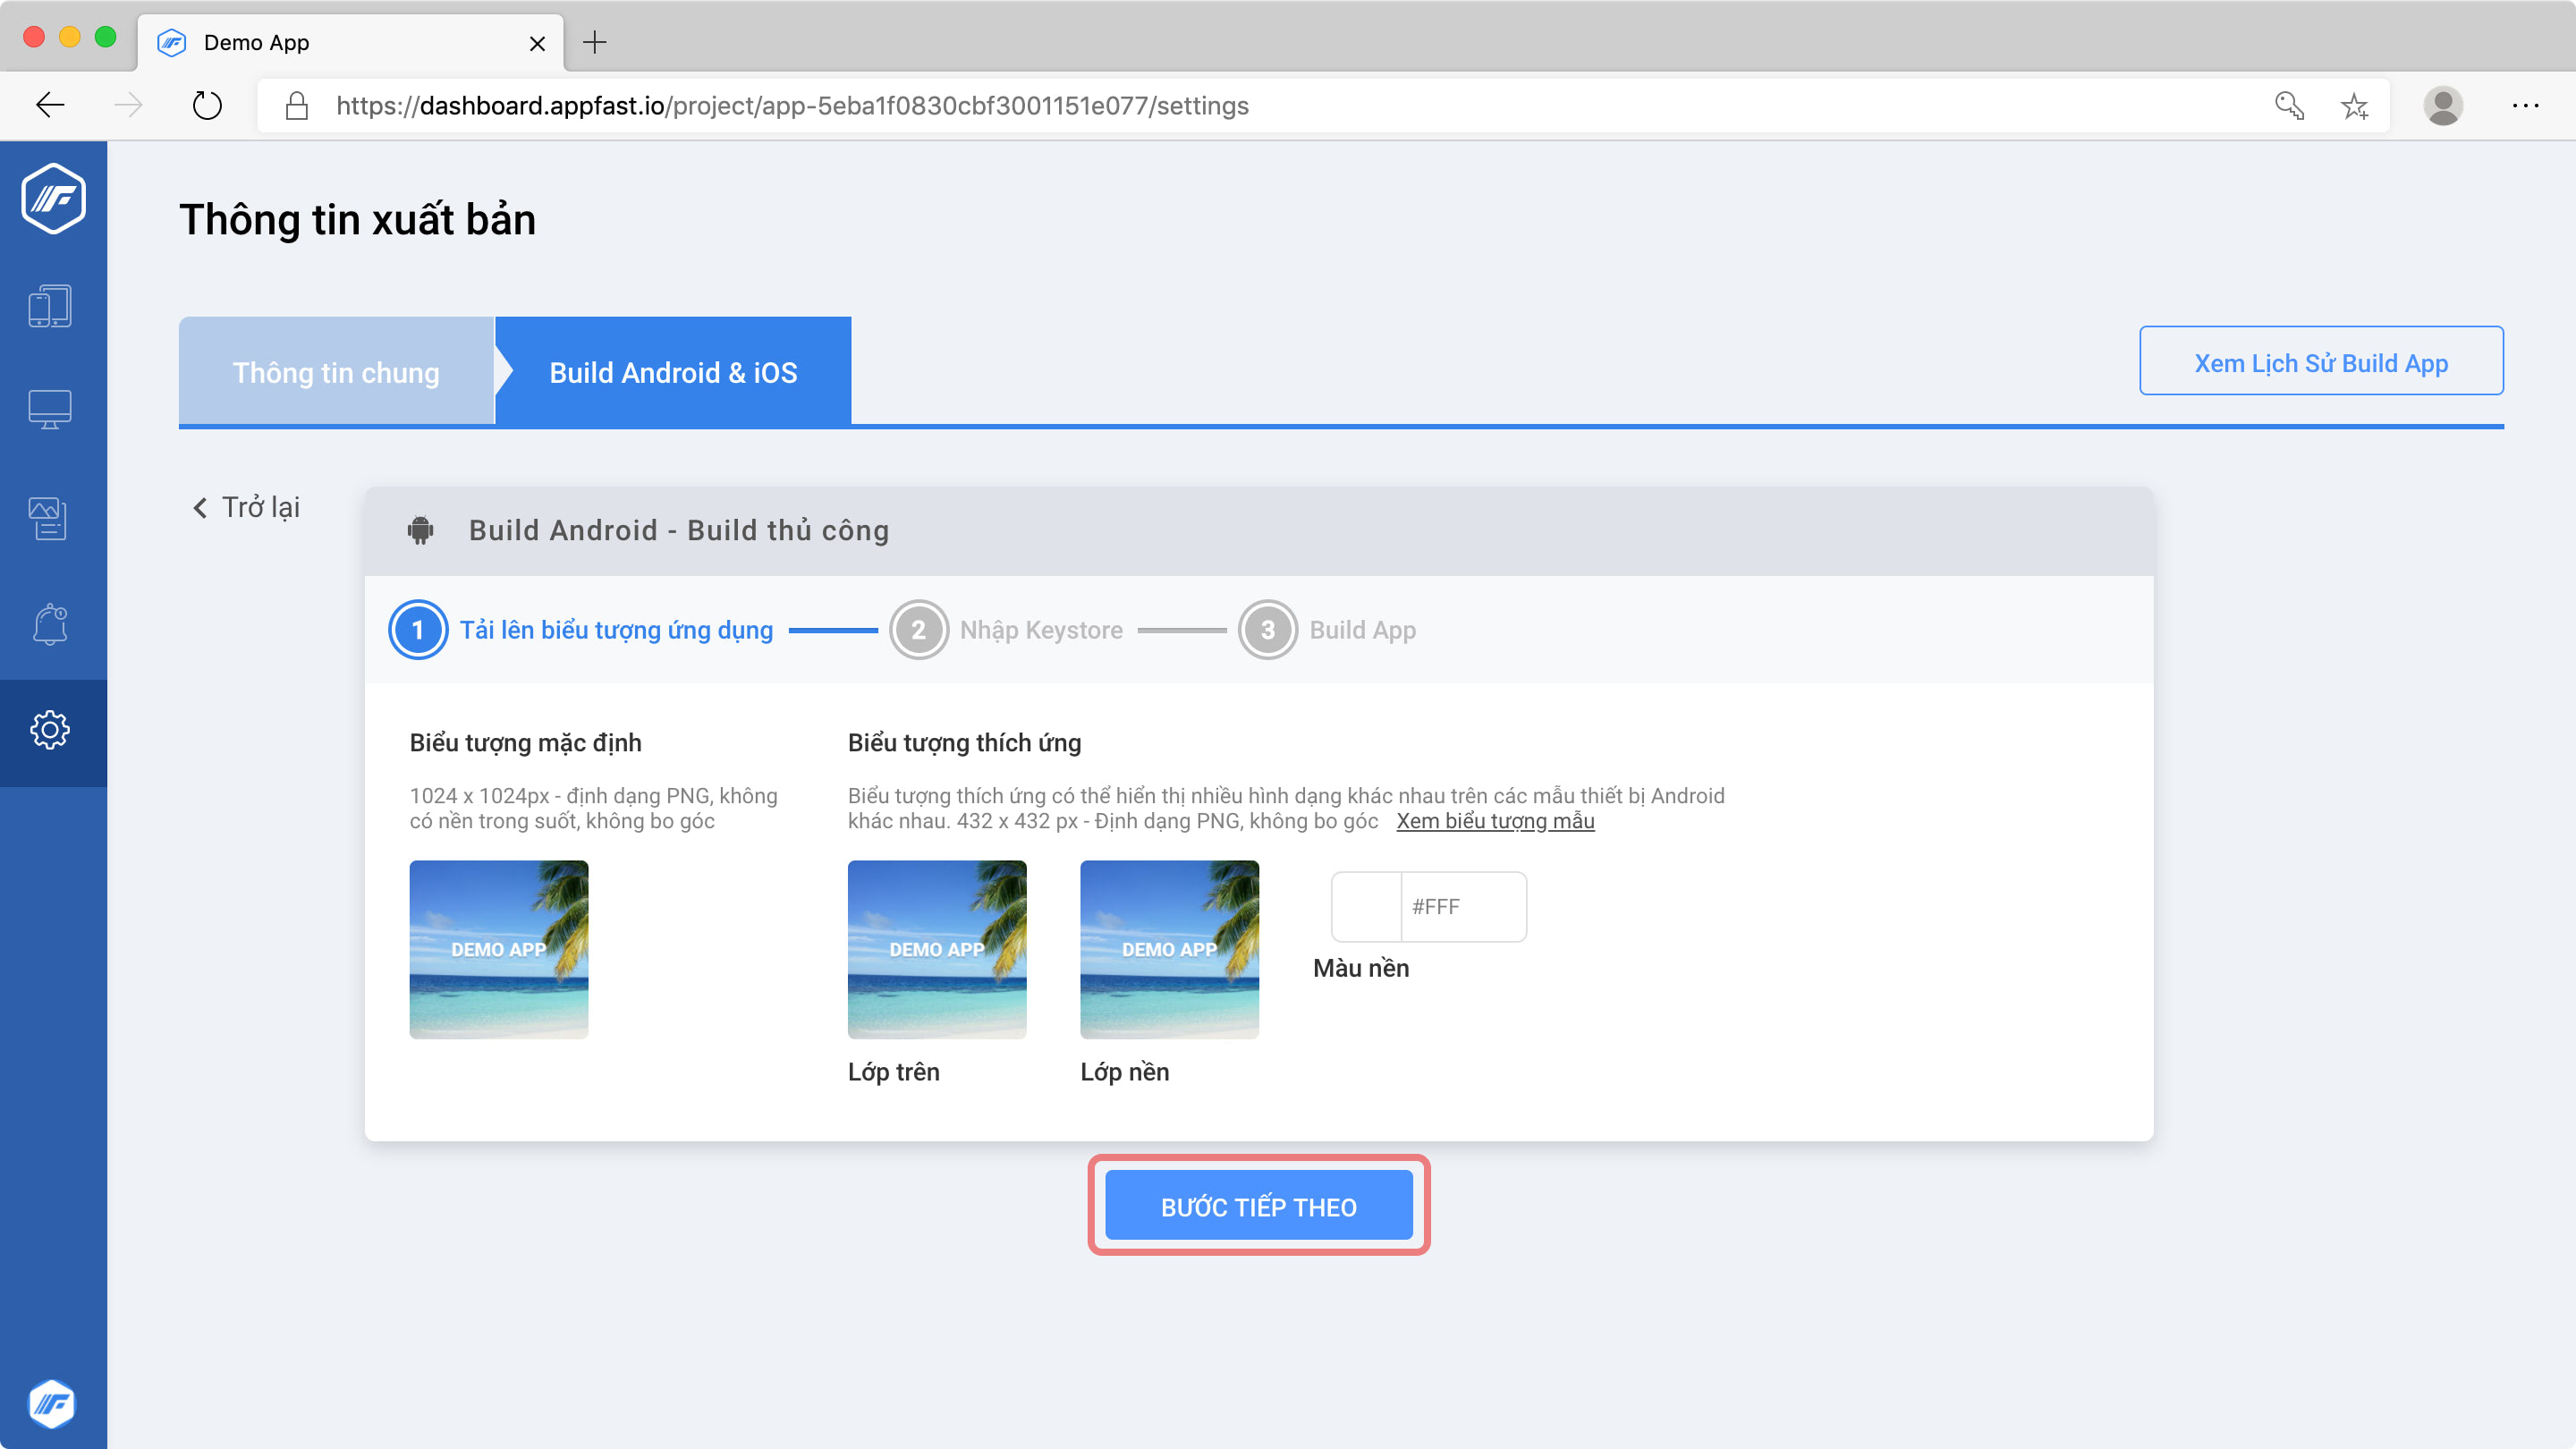 Demo App
https://dashboard.appfast.io/project/app-5eba1f0830cbf3001151e077/settings
Thông tin xuất bản
Thông tin chung
Build Android & iOS
Xem Lịch Sử Build App
Trở lại
Build Android - Build thủ công
1 Tải lên biểu tượng ứng dụng
2 Nhập Keystore
3 Build App
Biểu tượng mặc định
1024 x 1024px - định dạng PNG, không
có nền trong suốt, không bo góc
DEMO APP
Biểu tượng thích ứng
Biểu tượng thích ứng có thể hiển thị nhiều hình dạng khác nhau trên các mẫu thiết bị Android
khác nhau. 432 x 432 px - Định dạng PNG, không bo góc Xem biểu tượng mẫu
DEMO APP
Lớp trên
DEMO APP
Lớp nền
#FFF
Màu nền
BƯỚC TIẾP THEO